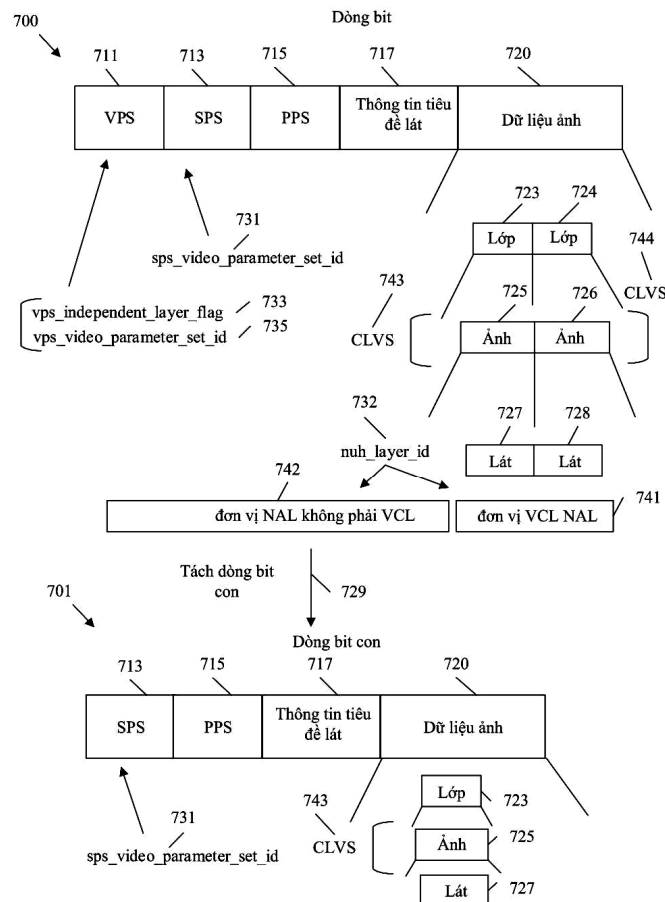 Dòng bit
700
711 713 715 717 720
VPS SPS PPS Thông tin tiêu đề lát Dữ liệu ảnh
731
sps_video_parameter_set_id
723 724
Lớp Lớp
744
CLVS
743
CLVS
vps_independent_layer_flag 733
vps_video_parameter_set_id 735
725 726
Ảnh Ảnh
732
nuh_layer_id
727 728
Lát Lát
742
đơn vị NAL không phải VCL
đơn vị VCL NAL
741
Tách dòng bit
con
729
701
Dòng bit con
713 715 717 720
SPS PPS Thông tin tiêu đề lát Dữ liệu ảnh
731
sps_video_parameter_set_id
743
CLVS
Lớp 723
Ảnh 725
Lát 727